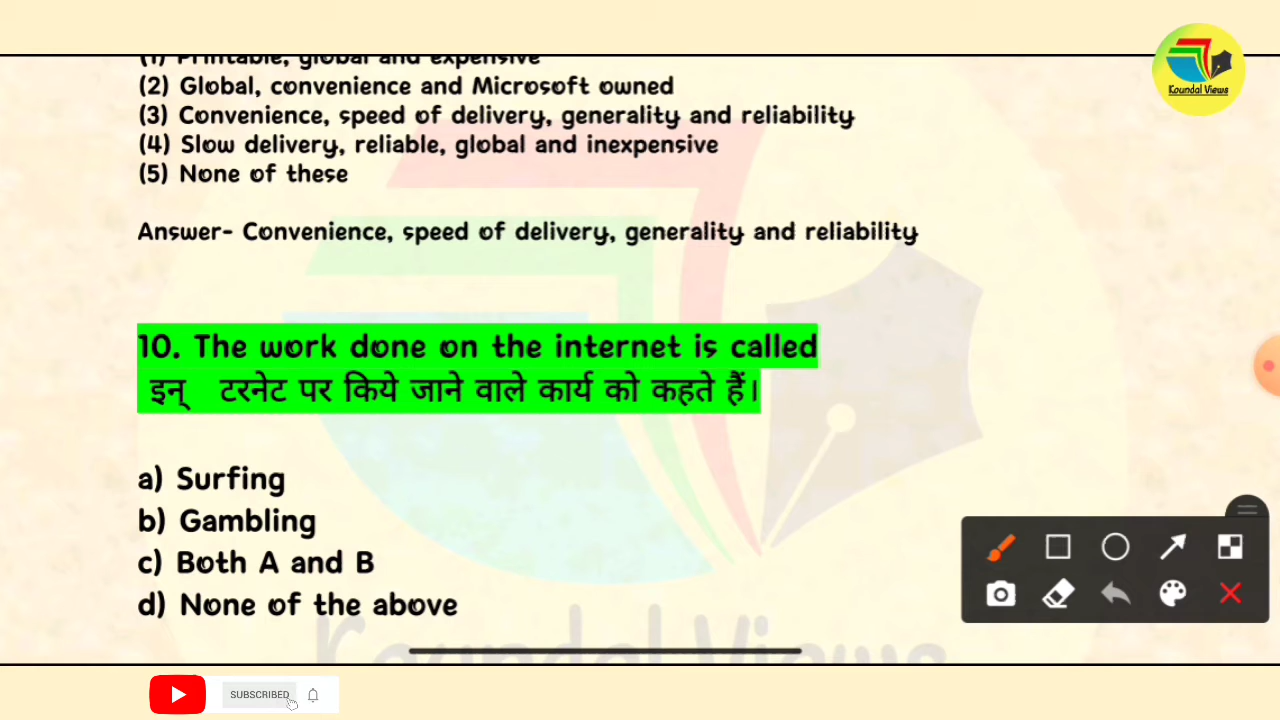 (1) Printable, global and expensive
(2) Global, convenience and Microsoft owned
(3) Convenience, speed of delivery, generality and reliability
(4) Slow delivery, reliable, global and inexpensive
(5) None of these
Answer- Convenience, speed of delivery, generality and reliability
10. The work done on the internet is called
इन् टरनेट पर किये जाने वाले कार्य को कहते हैं।
a) Surfing
b) Gambling
c) Both A and B
d) None of the above
Koundal Views
Koundal Views
SUBSCRIBED